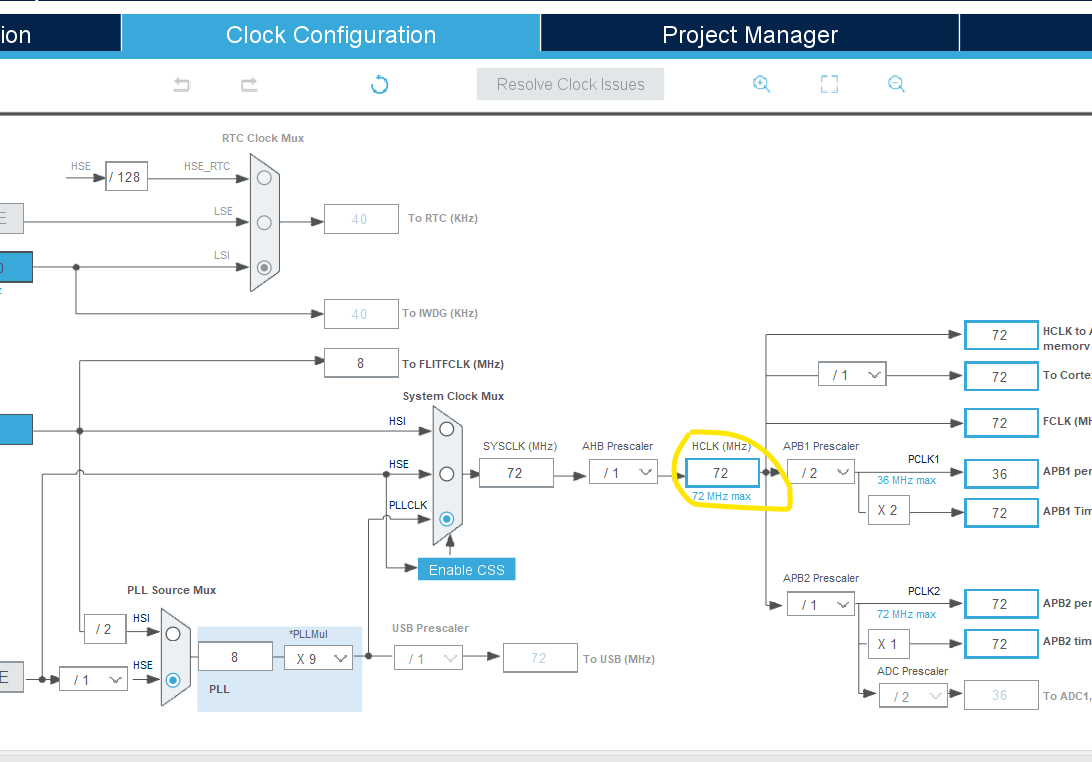 ion
Clock Configuration
Project Manager
Resolve Clock Issues
RTC Clock Mux
HSE
/ 128
HSE_RTC
E
LSE
40
To RTC (KHz)
0
LSI
z
40
To IWDG (KHz)
8
To FLITFCLK (MHz)
System Clock Mux
HSI
HSE
PLLCLK
SYSCLK (MHz)
72
AHB Prescaler
/ 1
HCLK (MHz)
72
72 MHz max
Enable CSS
72
HCLK to A
memory
/ 1
72
To Corte
72
FCLK (MH
APB1 Prescaler
/ 2
PCLK1
36 MHz max
36
APB1 per
X 2
72
APB1 Tim
APB2 Prescaler
/ 1
PCLK2
72 MHz max
72
APB2 per
X 1
72
APB2 tim
ADC Prescaler
/ 2
36
To ADC1,
PLL Source Mux
/ 2
HSI
E
/ 1
HSE
8
*PLLMul
X 9
PLL
USB Prescaler
/ 1
72
To USB (MHz)